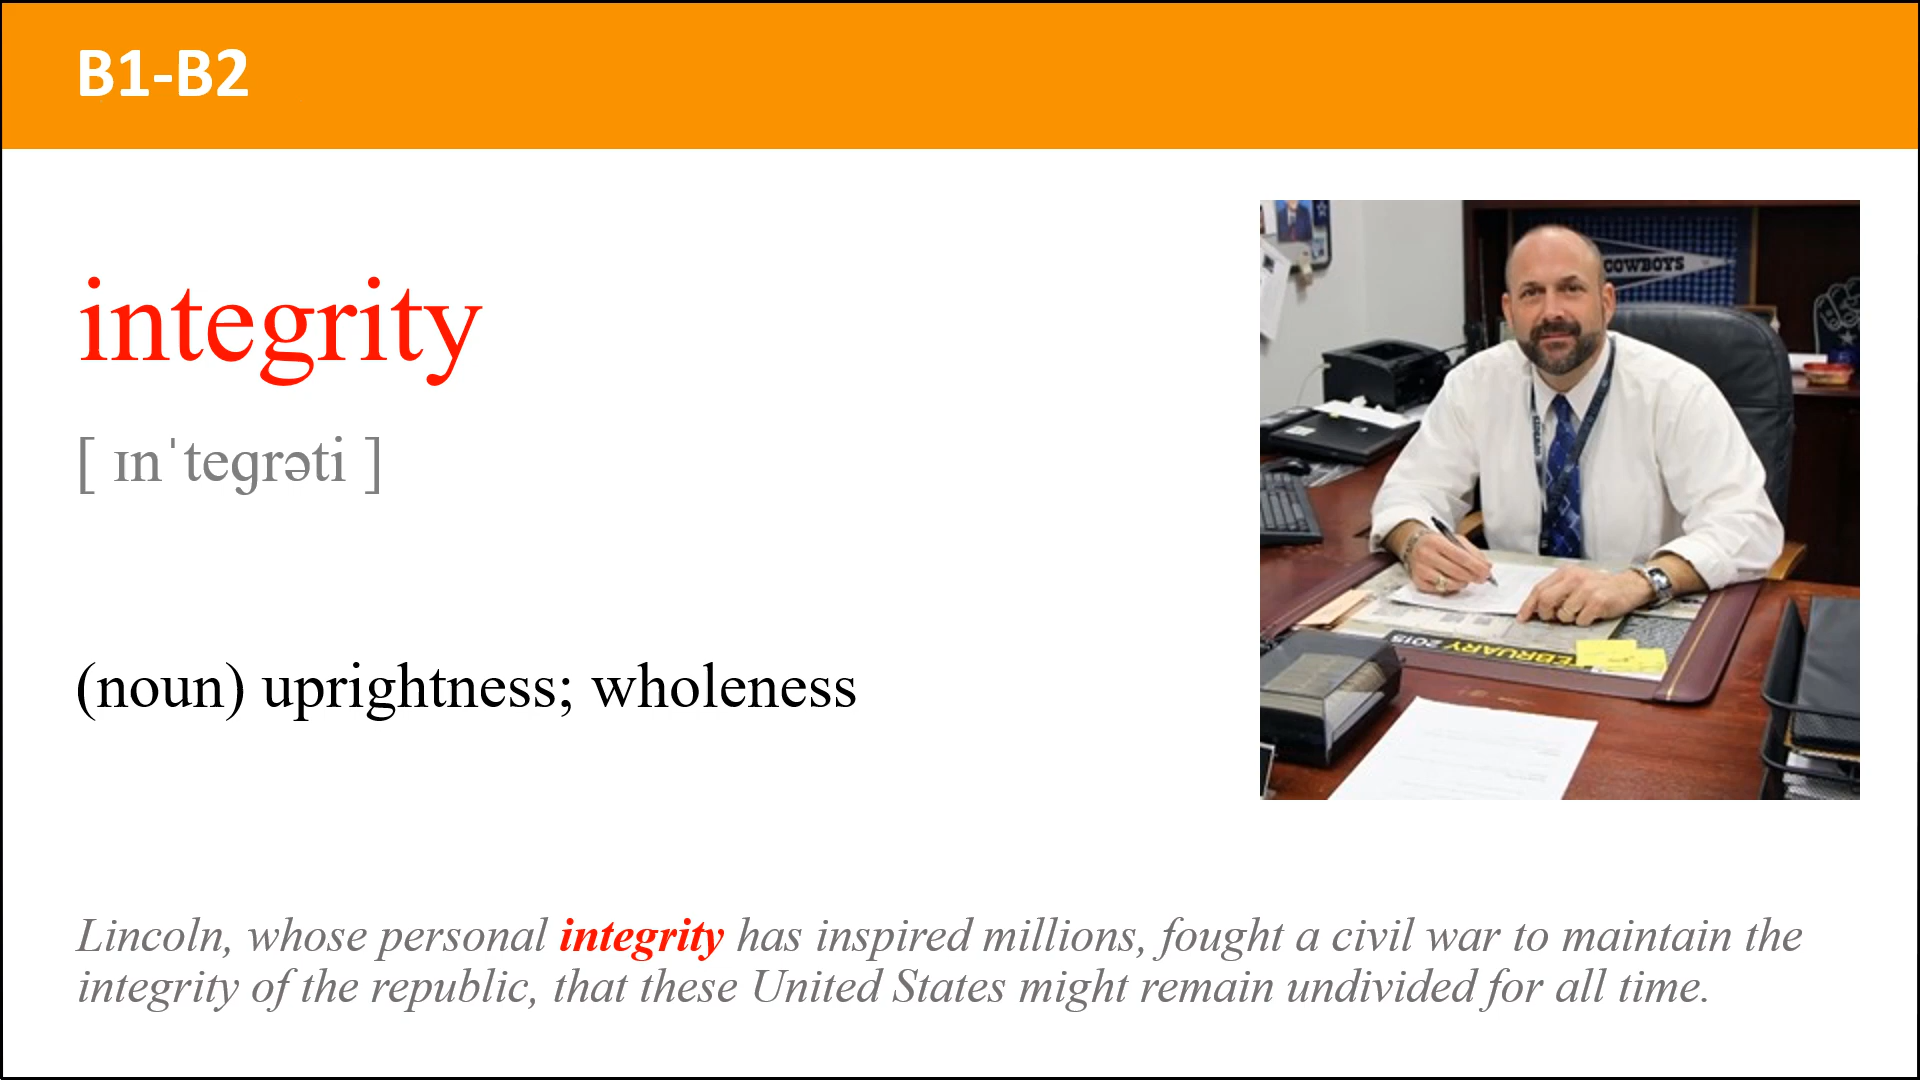 B1-B2
integrity
[ ɪnˈteɡrəti ]
(noun) uprightness; wholeness
COWBOYS
FEBRUARY 2015
Lincoln, whose personal integrity has inspired millions, fought a civil war to maintain the
integrity of the republic, that these United States might remain undivided for all time.